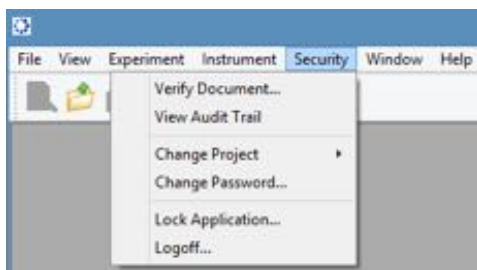 File View Experiment Instrument Security Window Help
Verify Document...
View Audit Trail
Change Project
Change Password...
Lock Application...
Logoff...